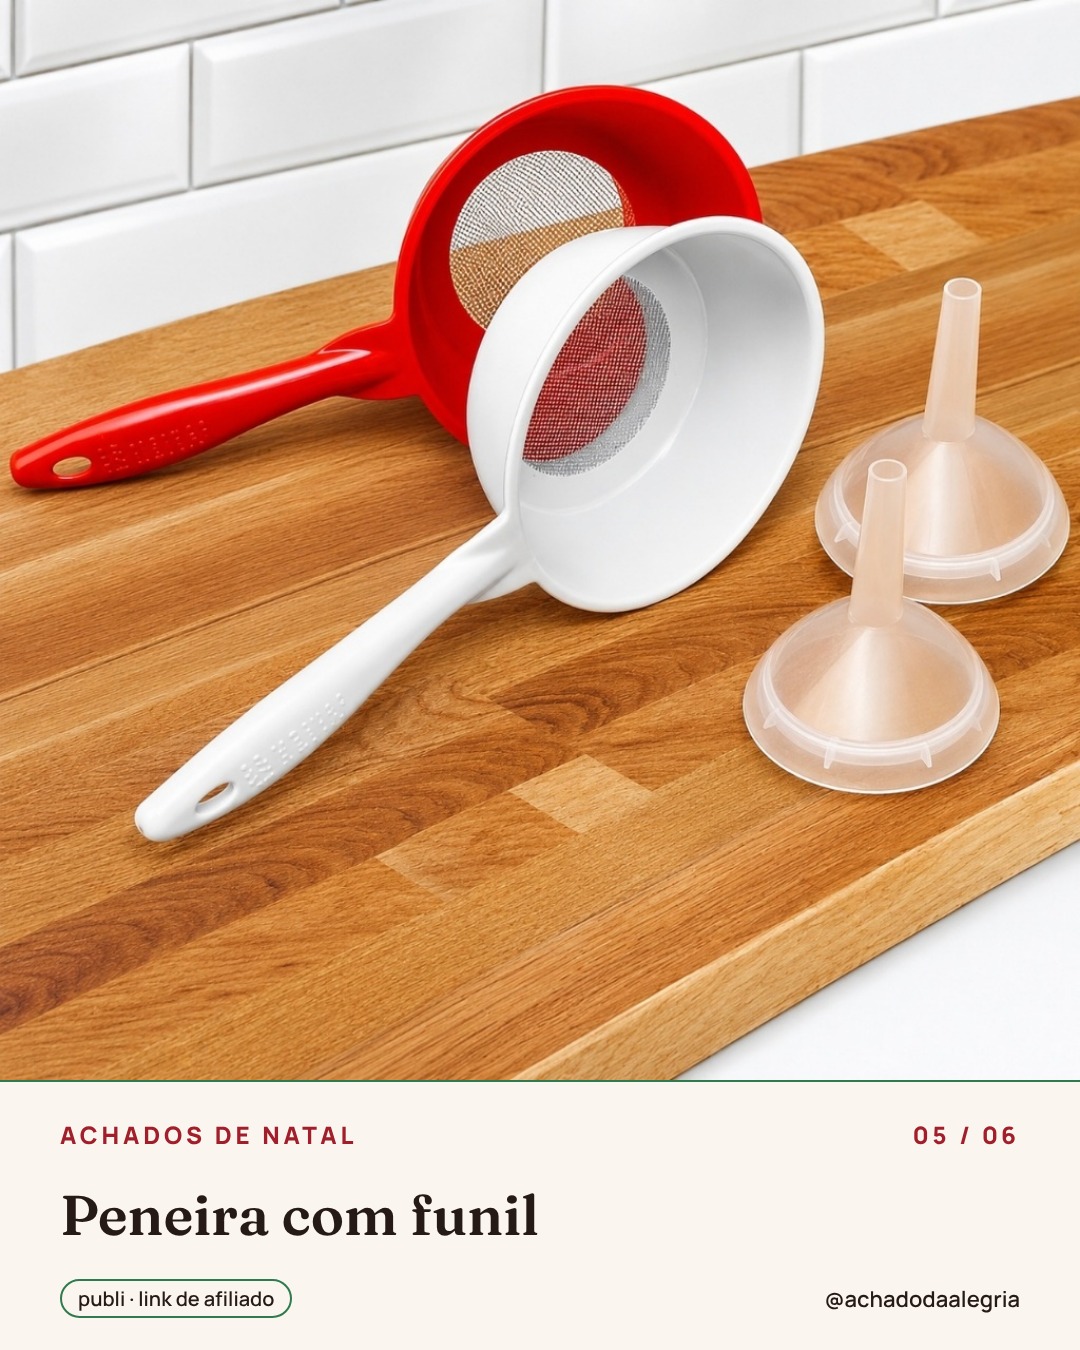 ACHADOS DE NATAL
05 / 06
Peneira com funil
publi · link de afiliado
@achadodaalegria